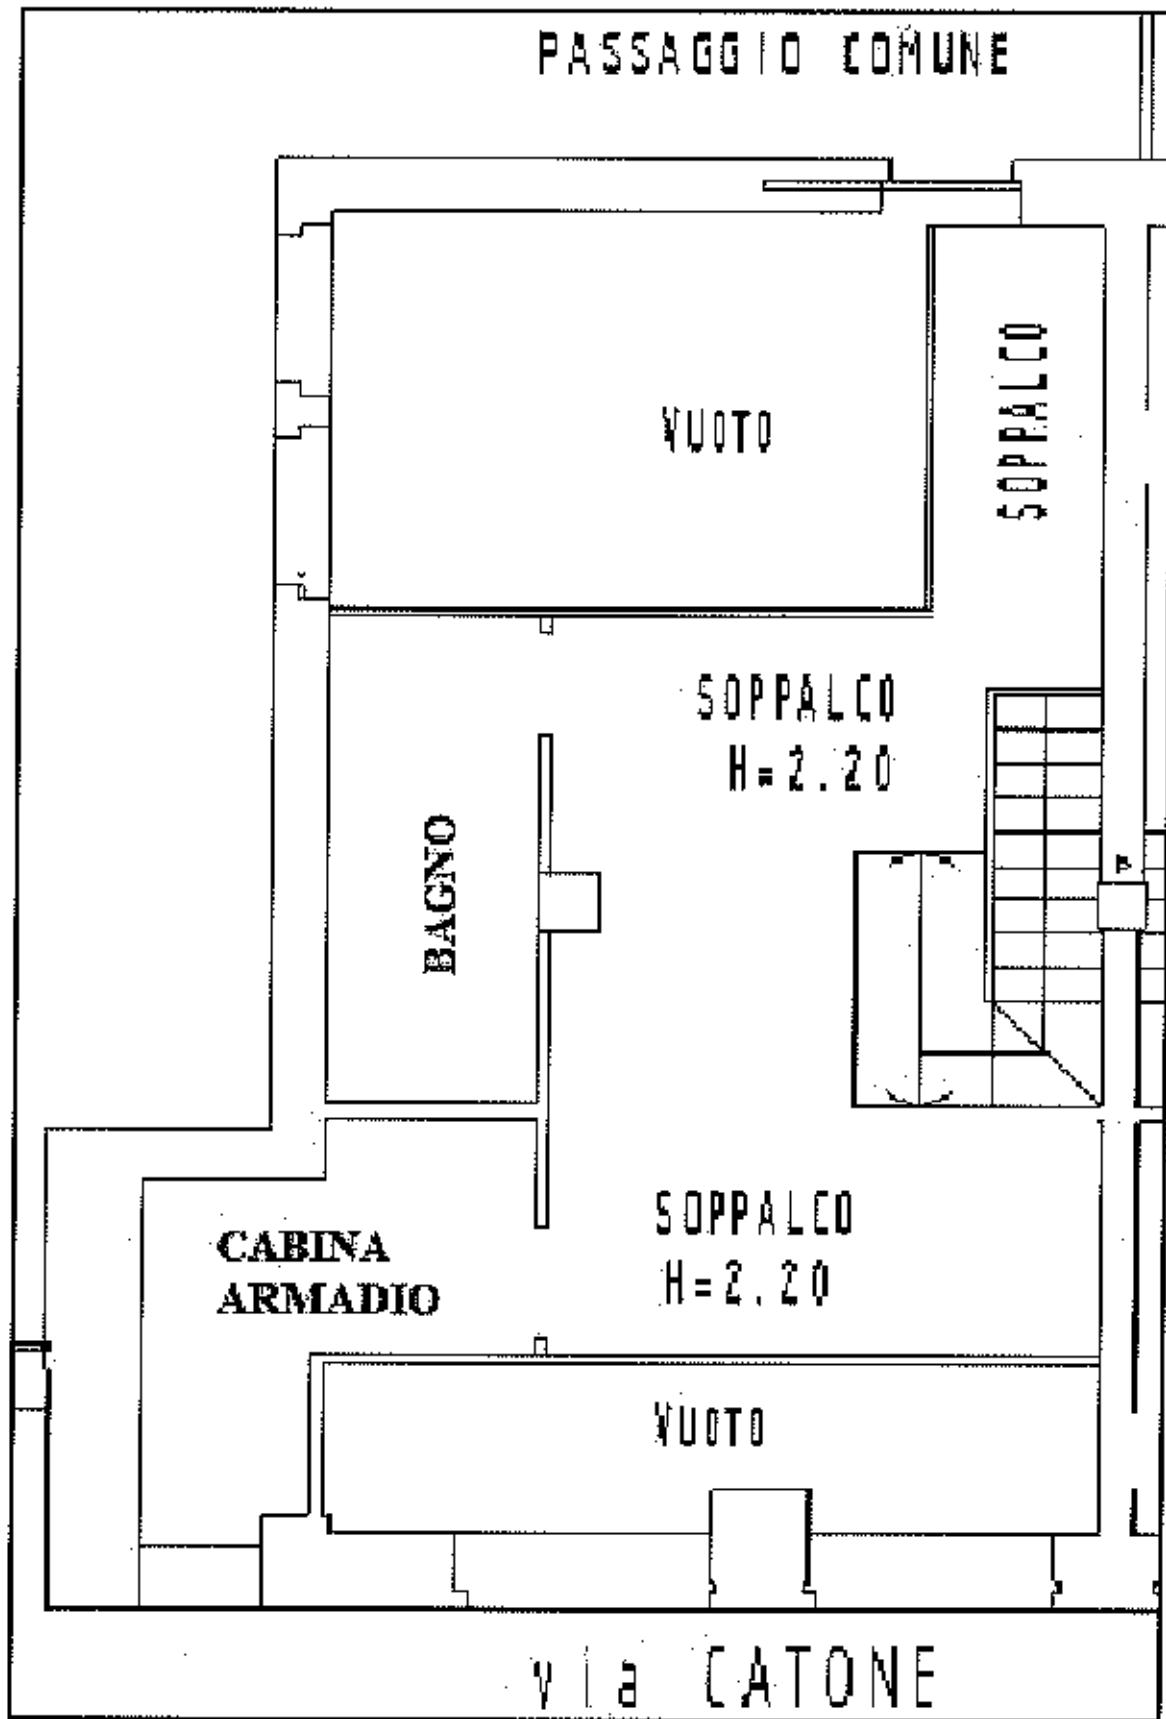 PASSAGGIO COMUNE
VUOTO
SOPPALCO
SOPPALCO
H=2.20
BAGNO
P
SOPPALCO
H=2.20
CABINA
ARMADIO
VUOTO
via CATONE